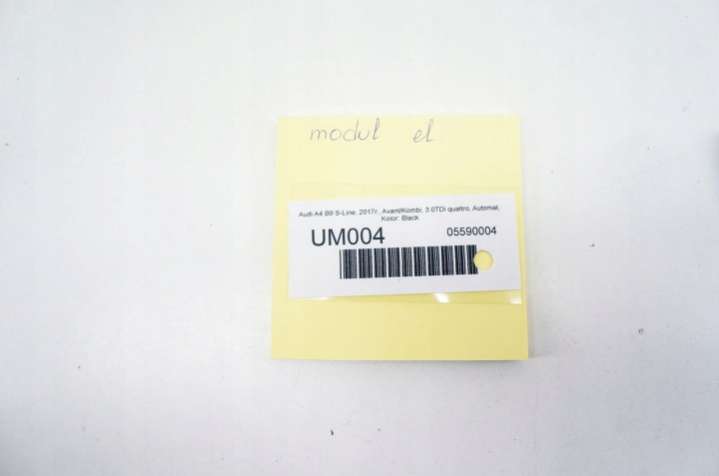 modul el
Audi A4 B9 S-Line, 2017r., Avant/Kombi, 3.0TDi quattro, Automat,
Kolor: Black
UM004
05590004